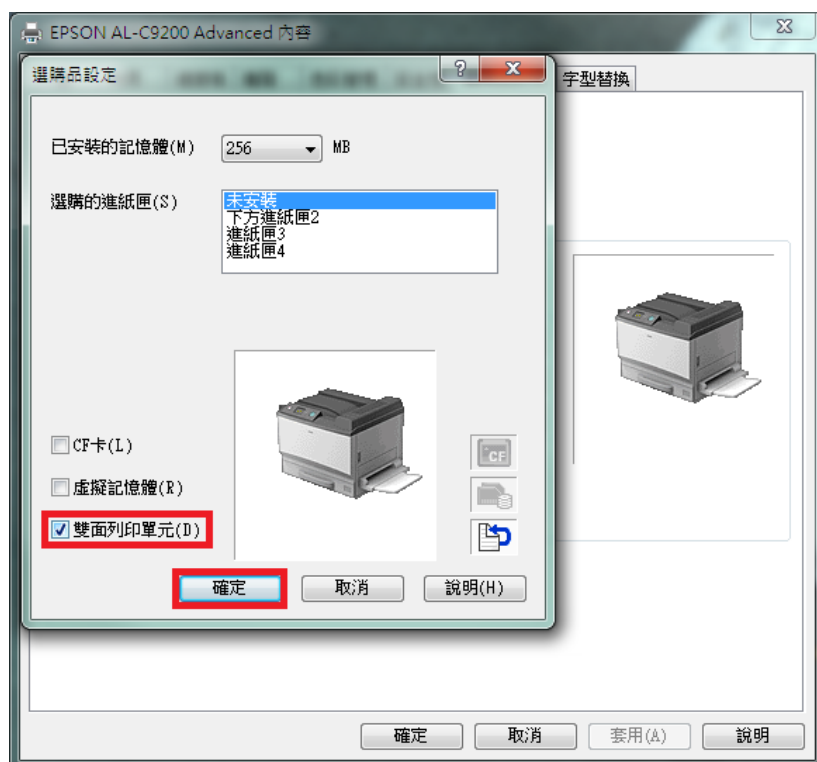 EPSON AL-C9200 Advanced 內容
選購品設定
字型替換
已安裝的記憶體(M)
256
MB
選購的進紙匣(S)
未安裝
下方進紙匣2
進紙匣3
進紙匣4
CF卡(L)
CF
虛擬記憶體(R)
雙面列印單元(D)
確定
取消
說明(H)
確定
取消
套用(A)
說明